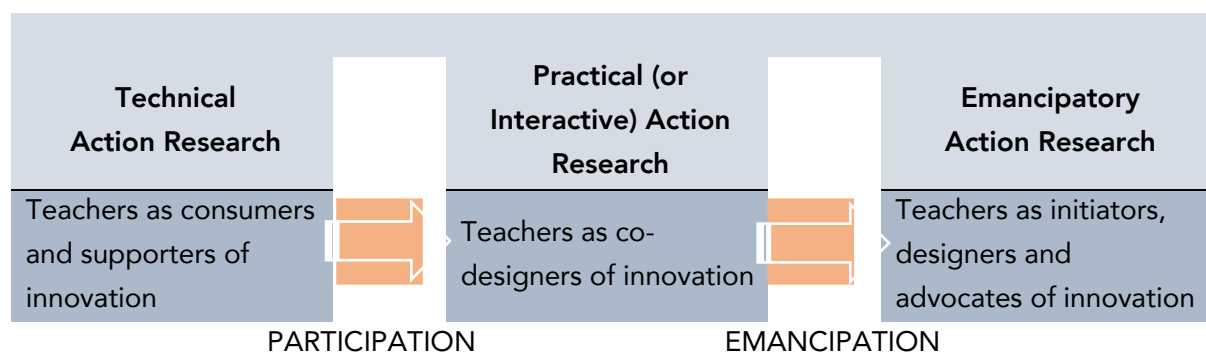 Technical
Action Research
Practical (or
Interactive) Action
Research
Emancipatory
Action Research
Teachers as consumers
and supporters of
innovation
Teachers as co-
designers of innovation
Teachers as initiators,
designers and
advocates of innovation
PARTICIPATION
EMANCIPATION